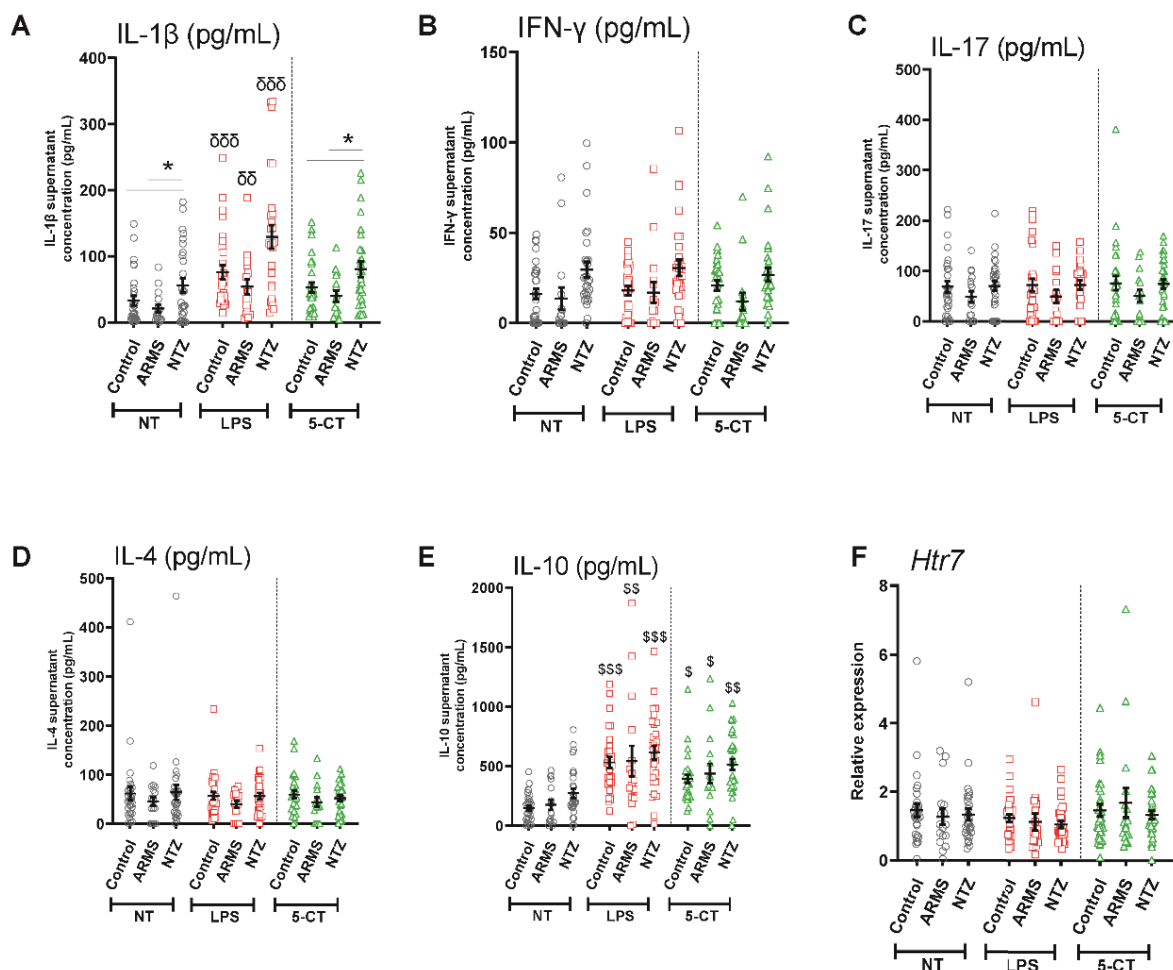 A
IL-1β (pg/mL)
IL-1β supernatant
concentration (pg/mL)
400
300
200
100
0
*
δδδ
δδ
δδδ
*
Control
ARMS
NTZ
Control
ARMS
NTZ
Control
ARMS
NTZ
NT
LPS
5-CT
B
IFN-γ (pg/mL)
IFN-γ supernatant
concentration (pg/mL)
150
100
50
0
Control
ARMS
NTZ
Control
ARMS
NTZ
Control
ARMS
NTZ
NT
LPS
5-CT
C
IL-17 (pg/mL)
IL-17 supernatant
concentration (pg/mL)
500
400
300
200
100
0
Control
ARMS
NTZ
Control
ARMS
NTZ
Control
ARMS
NTZ
NT
LPS
5-CT
D
IL-4 (pg/mL)
IL-4 supernatant
concentration (pg/mL)
500
400
300
200
100
0
Control
ARMS
NTZ
Control
ARMS
NTZ
Control
ARMS
NTZ
NT
LPS
5-CT
E
IL-10 (pg/mL)
IL-10 supernatant
concentration (pg/mL)
2000
1500
1000
500
0
$$$
$$
$$$
$
$
$$
Control
ARMS
NTZ
Control
ARMS
NTZ
Control
ARMS
NTZ
NT
LPS
5-CT
F
Htr7
Relative expression
8
6
4
2
0
Control
ARMS
NTZ
Control
ARMS
NTZ
Control
ARMS
NTZ
NT
LPS
5-CT